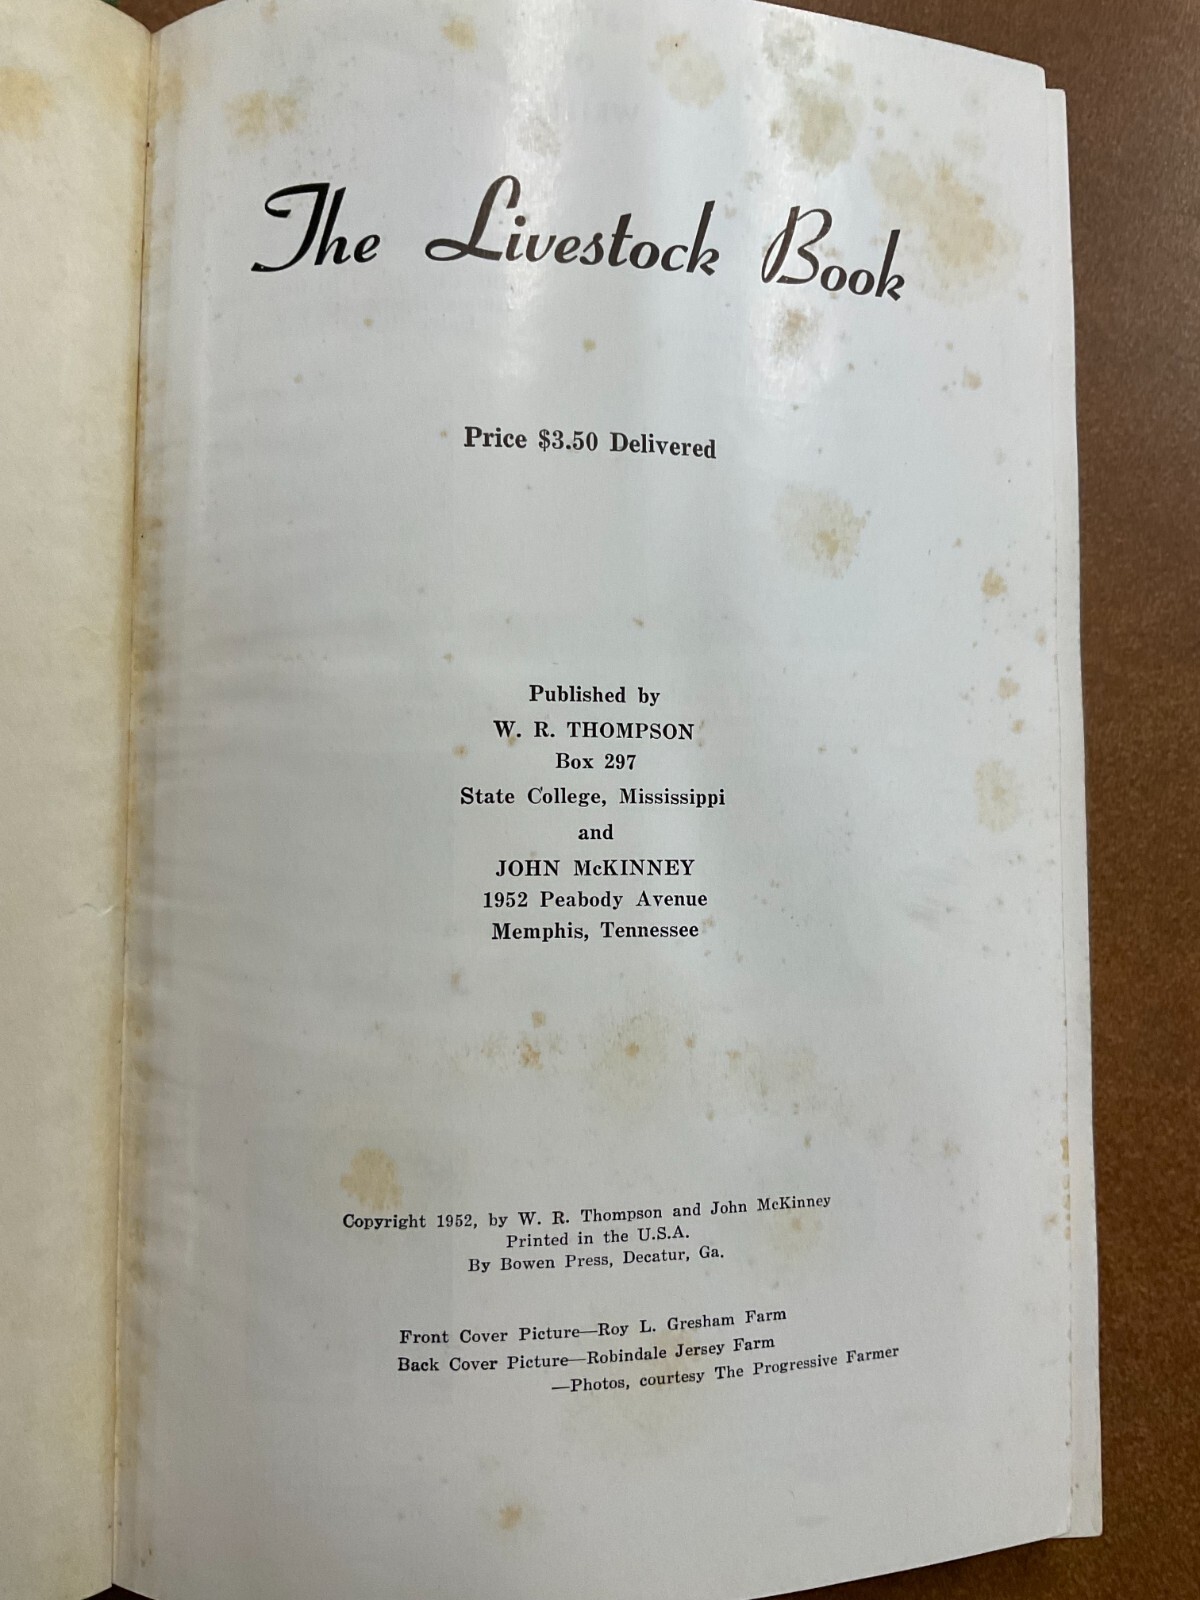 The Livestock Book
Price $3.50 Delivered
Published by
W. R. THOMPSON
Box 297
State College, Mississippi
and
JOHN McKINNEY
1952 Peabody Avenue
Memphis, Tennessee
Copyright 1952, by W. R. Thompson and John McKinney
Printed in the U.S.A.
By Bowen Press, Decatur, Ga.
Front Cover Picture—Roy L. Gresham Farm
Back Cover Picture—Robindale Jersey Farm
—Photos, courtesy The Progressive Farmer